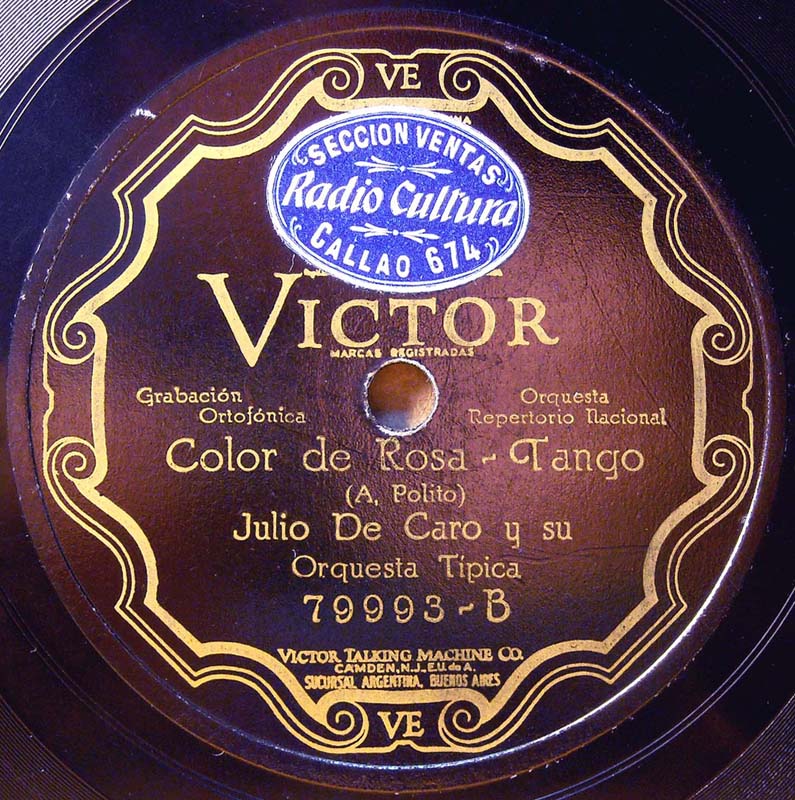 VE
SECCION VENTAS
Radio Cultura
CALLAO 674
VICTOR
MARCAS REGISTRADAS
Grabación
Ortofónica
Orquesta
Repertorio Nacional
Color de Rosa - Tango
(A. Polito)
Julio De Caro y su
Orquesta Típica
79993-B
VICTOR TALKING MACHINE CO.
CAMDEN, N.J., E.U. de A.
SUCURSAL ARGENTINA, BUENOS AIRES
VE